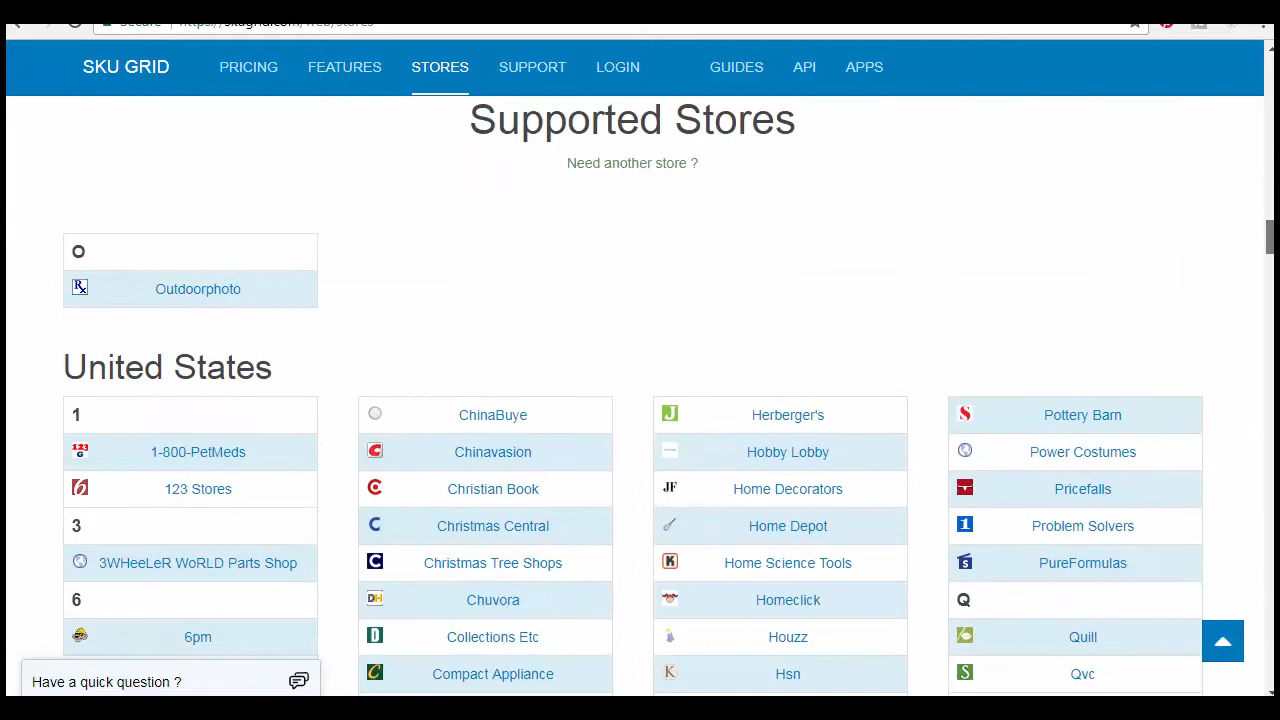 Secure
SKU GRID PRICING FEATURES STORES SUPPORT LOGIN GUIDES API APPS
Supported Stores
Need another store ?
O
Outdoorphoto
United States
1
1-800-PetMeds
123 Stores
3
3WHeeLeR WoRLD Parts Shop
6
6pm
ChinaBuye
Chinavasion
Christian Book
Christmas Central
Christmas Tree Shops
Chuvora
Collections Etc
Compact Appliance
Herberger's
Hobby Lobby
Home Decorators
Home Depot
Home Science Tools
Homeclick
Houzz
Hsn
Pottery Barn
Power Costumes
Pricefalls
Problem Solvers
PureFormulas
Q
Quill
Qvc
Have a quick question ?